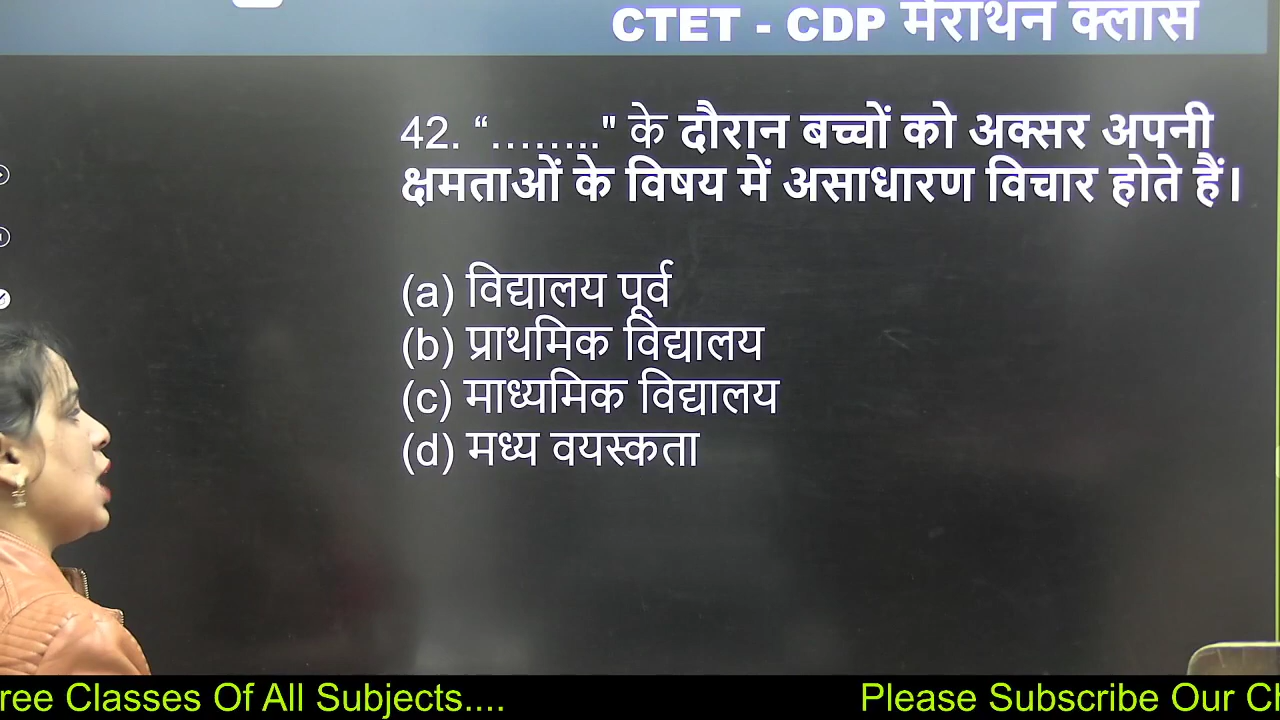 CTET - CDP मैराथन क्लास
42. “........" के दौरान बच्चों को अक्सर अपनी
क्षमताओं के विषय में असाधारण विचार होते हैं।
(a) विद्यालय पूर्व
(b) प्राथमिक विद्यालय
(c) माध्यमिक विद्यालय
(d) मध्य वयस्कता
ree Classes Of All Subjects.... Please Subscribe Our Ch